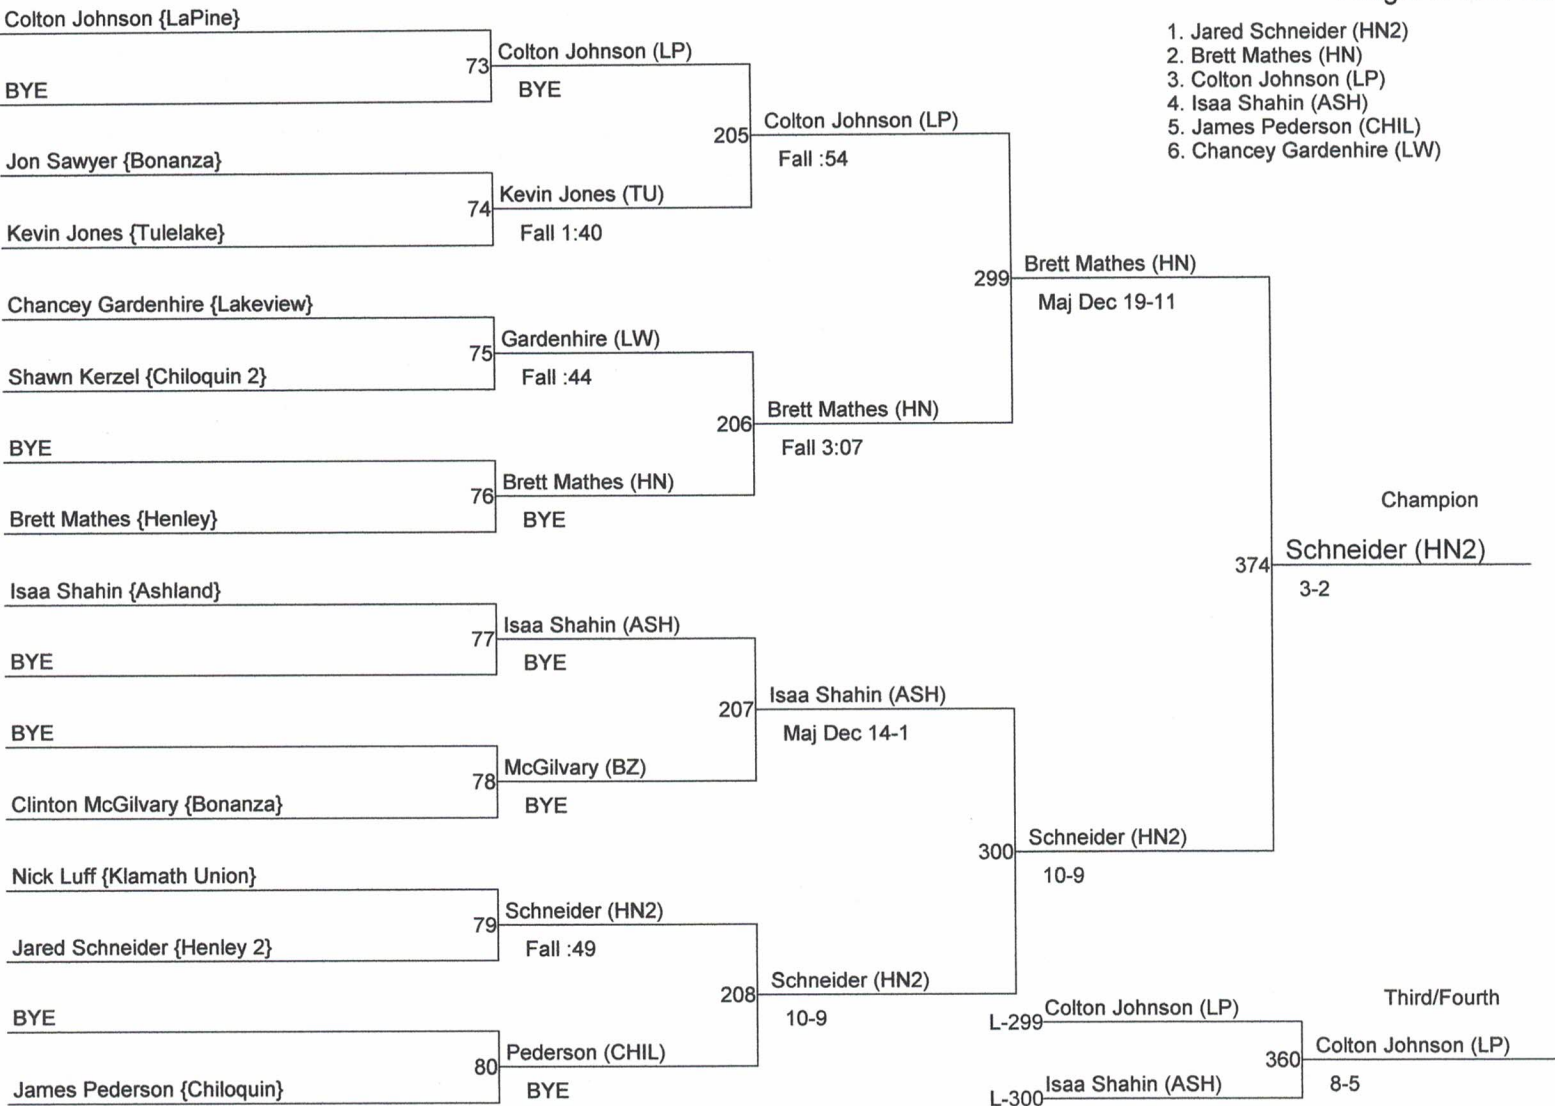 Colton Johnson {LaPine}
73
Colton Johnson (LP)
BYE
BYE
205
Colton Johnson (LP)
Fall :54
Jon Sawyer {Bonanza}
74
Kevin Jones (TU)
Kevin Jones {Tulelake}
Fall 1:40
299
Brett Mathes (HN)
Maj Dec 19-11
Chancey Gardenhire {Lakeview}
75
Gardenhire (LW)
Shawn Kerzel {Chiloquin 2}
Fall :44
206
Brett Mathes (HN)
Fall 3:07
BYE
76
Brett Mathes (HN)
Brett Mathes {Henley}
BYE
Champion
374
Schneider (HN2)
3-2
Isaa Shahin {Ashland}
77
Isaa Shahin (ASH)
BYE
BYE
207
Isaa Shahin (ASH)
Maj Dec 14-1
BYE
78
McGilvary (BZ)
Clinton McGilvary {Bonanza}
BYE
300
Schneider (HN2)
10-9
Nick Luff {Klamath Union}
79
Schneider (HN2)
Jared Schneider {Henley 2}
Fall :49
208
Schneider (HN2)
10-9
BYE
80
Pederson (CHIL)
James Pederson {Chiloquin}
BYE
Third/Fourth
L-299
Colton Johnson (LP)
360
Colton Johnson (LP)
8-5
L-300
Isaa Shahin (ASH)
1. Jared Schneider (HN2)
2. Brett Mathes (HN)
3. Colton Johnson (LP)
4. Isaa Shahin (ASH)
5. James Pederson (CHIL)
6. Chancey Gardenhire (LW)